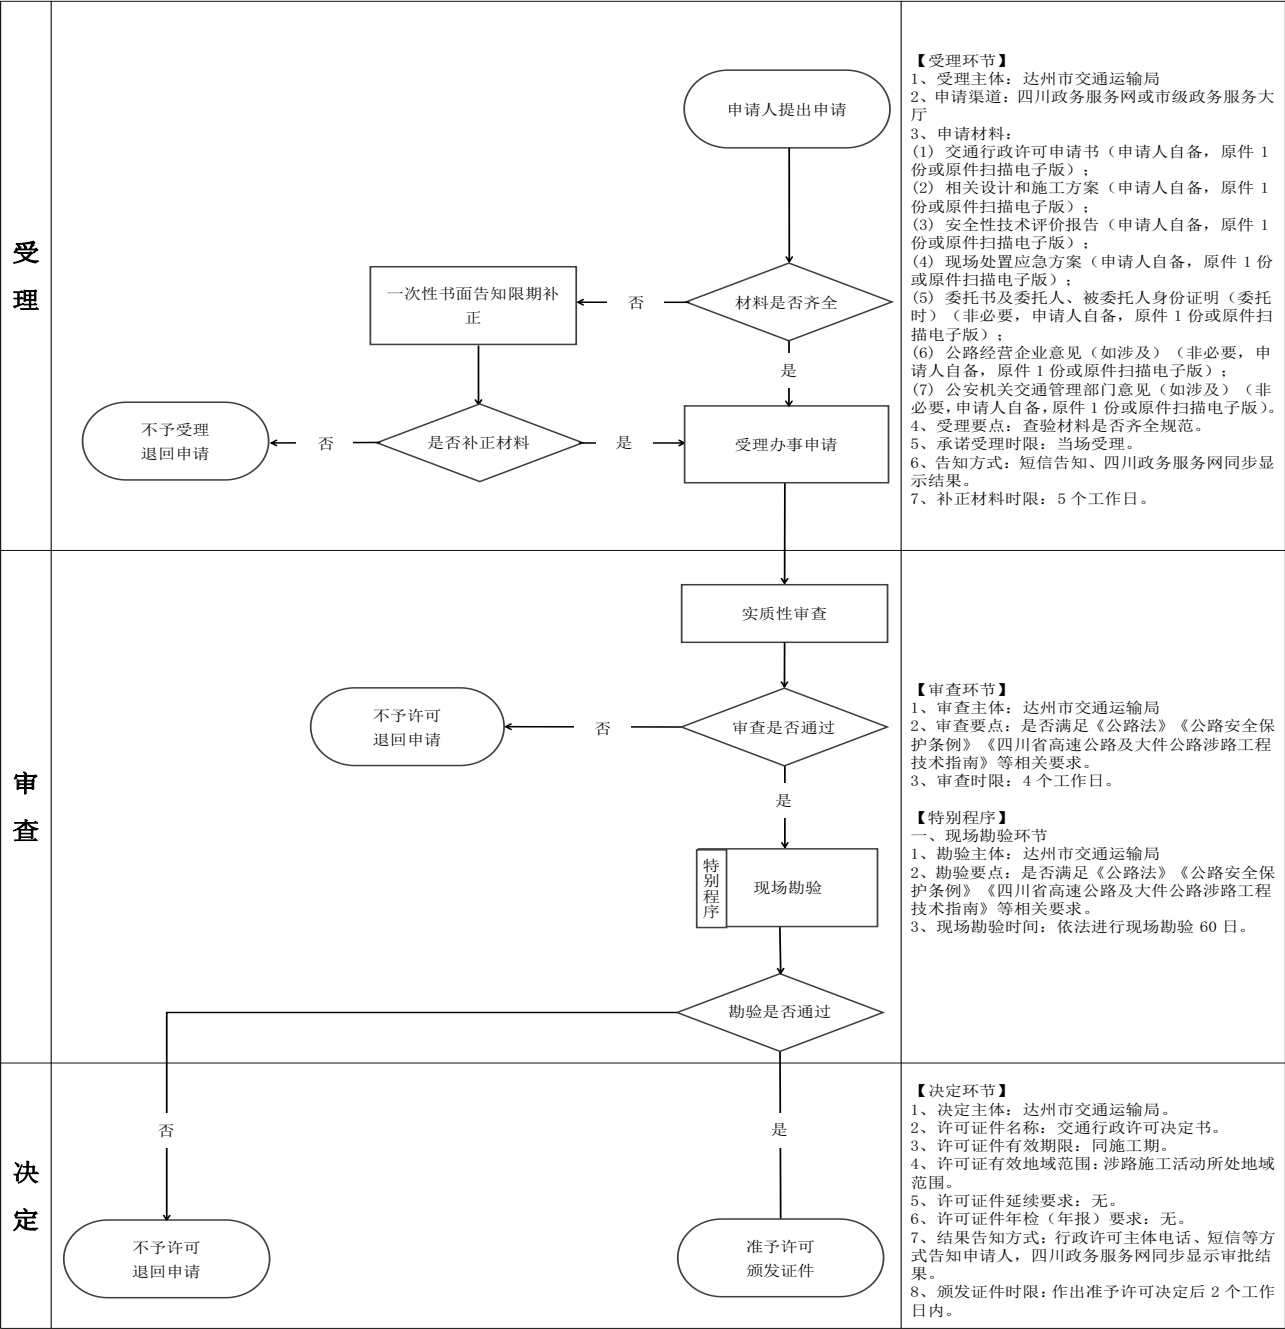 受
理
申请人提出申请
材料是否齐全
否
一次性书面告知限期补
正
是
是否补正材料
否
不予受理
退回申请
是
受理办事申请
【受理环节】
1、受理主体：达州市交通运输局
2、申请渠道：四川政务服务网或市级政务服务大
厅
3、申请材料：
(1) 交通行政许可申请书（申请人自备，原件 1
份或原件扫描电子版）；
(2) 相关设计和施工方案（申请人自备，原件 1
份或原件扫描电子版）；
(3) 安全性技术评价报告（申请人自备，原件 1
份或原件扫描电子版）；
(4) 现场处置应急方案（申请人自备，原件 1 份
或原件扫描电子版）；
(5) 委托书及委托人、被委托人身份证明（委托
时）（非必要，申请人自备，原件 1 份或原件扫
描电子版）；
(6) 公路经营企业意见（如涉及）（非必要，申
请人自备，原件 1 份或原件扫描电子版）；
(7) 公安机关交通管理部门意见（如涉及）（非
必要，申请人自备，原件 1 份或原件扫描电子版）。
4、受理要点：查验材料是否齐全规范。
5、承诺受理时限：当场受理。
6、告知方式：短信告知、四川政务服务网同步显
示结果。
7、补正材料时限：5 个工作日。
审
查
实质性审查
审查是否通过
否
不予许可
退回申请
是
特别程序
现场勘验
勘验是否通过
【审查环节】
1、审查主体：达州市交通运输局
2、审查要点：是否满足《公路法》《公路安全保
护条例》《四川省高速公路及大件公路涉路工程
技术指南》等相关要求。
3、审查时限：4 个工作日。
【特别程序】
一、现场勘验环节
1、勘验主体：达州市交通运输局
2、勘验要点：是否满足《公路法》《公路安全保
护条例》《四川省高速公路及大件公路涉路工程
技术指南》等相关要求。
3、现场勘验时间：依法进行现场勘验 60 日。
决
定
否
不予许可
退回申请
是
准予许可
颁发证件
【决定环节】
1、决定主体：达州市交通运输局。
2、许可证件名称：交通行政许可决定书。
3、许可证件有效期限：同施工期。
4、许可证有效地域范围：涉路施工活动所处地域
范围。
5、许可证件延续要求：无。
6、许可证件年检（年报）要求：无。
7、结果告知方式：行政许可主体电话、短信等方
式告知申请人，四川政务服务网同步显示审批结
果。
8、颁发证件时限：作出准予许可决定后 2 个工作
日内。